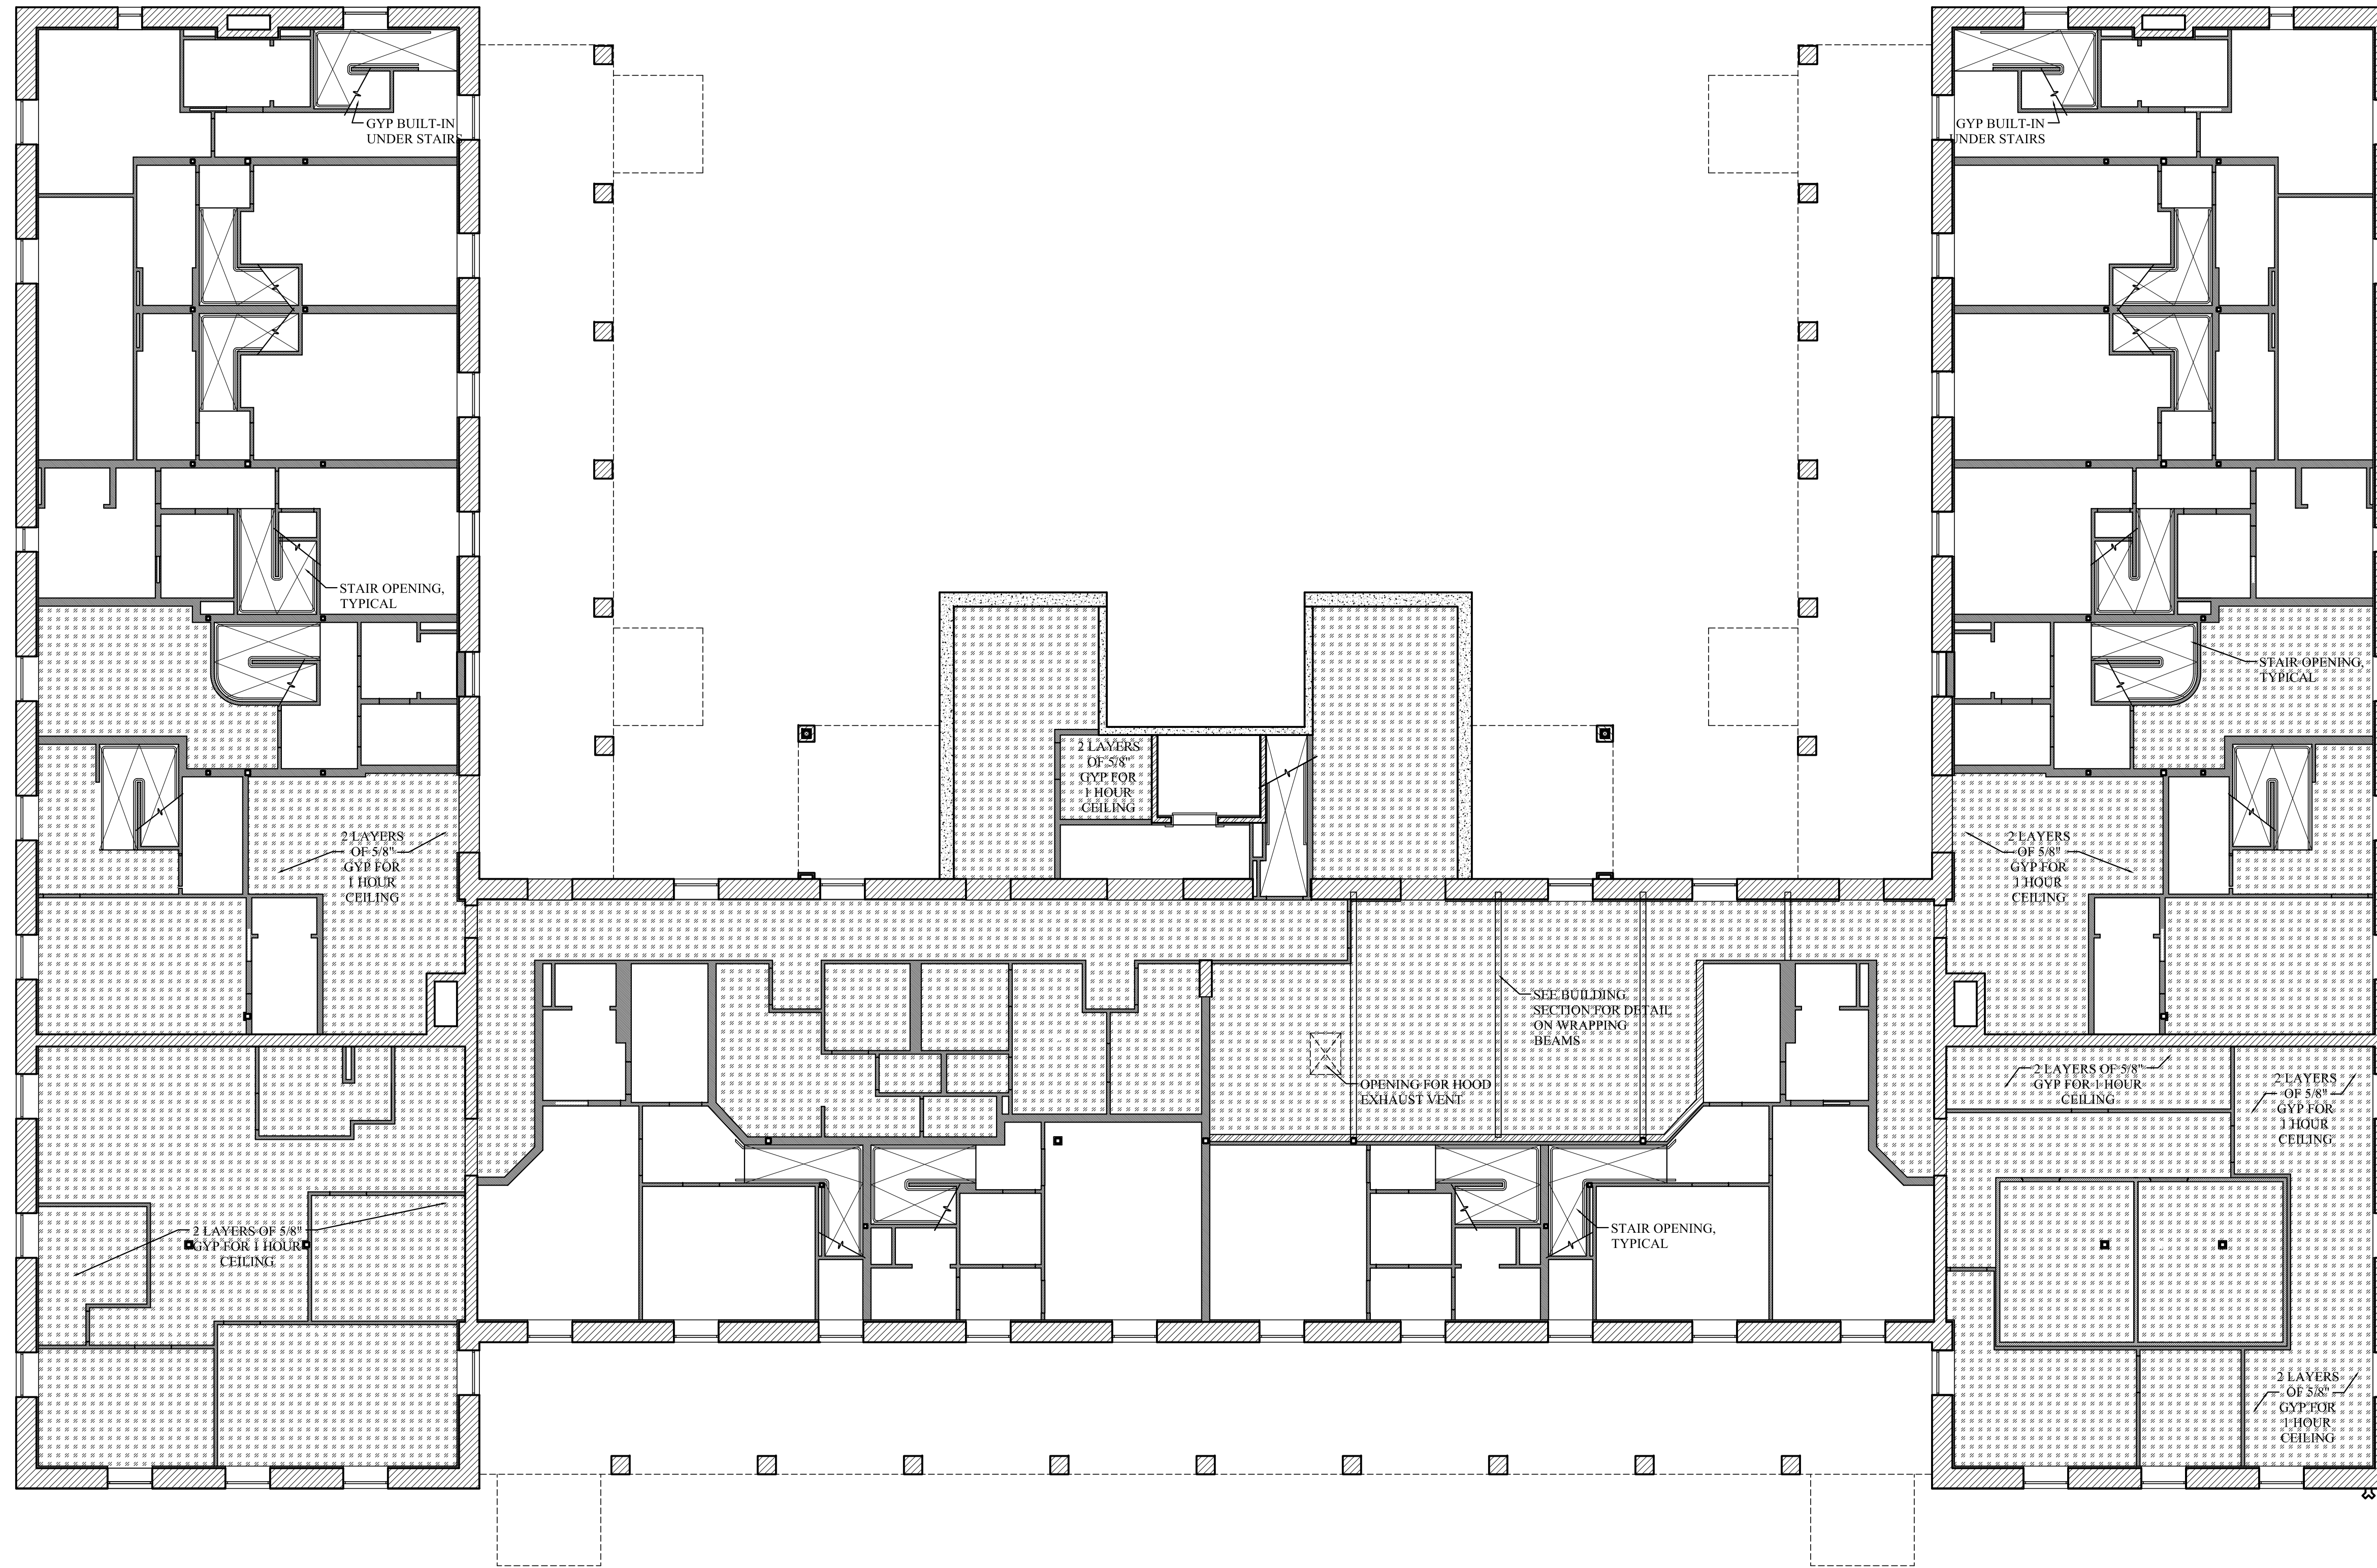 GYP BUILT-IN
UNDER STAIRS
GYP BUILT-IN
UNDER STAIRS
STAIR OPENING,
TYPICAL
STAIR OPENING,
TYPICAL
2 LAYERS
OF 5/8"
GYP FOR
1 HOUR
CEILING
2 LAYERS
OF 5/8"
GYP FOR
1 HOUR
CEILING
2 LAYERS
OF 5/8"
GYP FOR
1 HOUR
CEILING
SEE BUILDING
SECTION FOR DETAIL
ON WRAPPING
BEAMS
OPENING FOR HOOD
EXHAUST VENT
2 LAYERS OF 5/8"
GYP FOR 1 HOUR
CEILING
2 LAYERS
OF 5/8"
GYP FOR
1 HOUR
CEILING
2 LAYERS OF 5/8"
GYP FOR 1 HOUR
CEILING
STAIR OPENING,
TYPICAL
2 LAYERS
OF 5/8"
GYP FOR
1 HOUR
CEILING